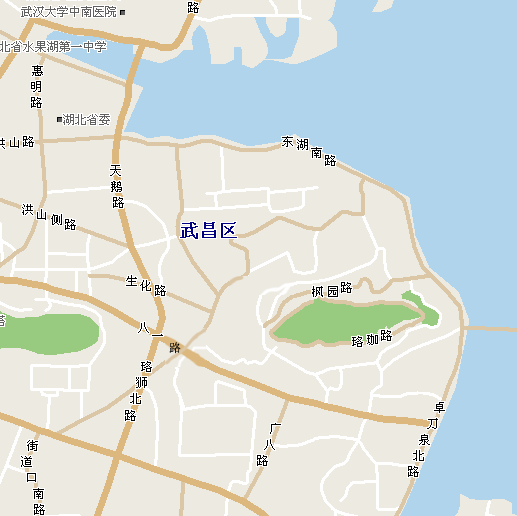 武汉大学中南医院
路
北省水果湖第一中学
惠明路
湖北省委
洪山路
东湖南路
天鹅路
洪山侧路
武昌区
生化路
枫园路
八一路
珞珈路
珞狮北路
卓刀泉北路
广八路
街道口南路
塔